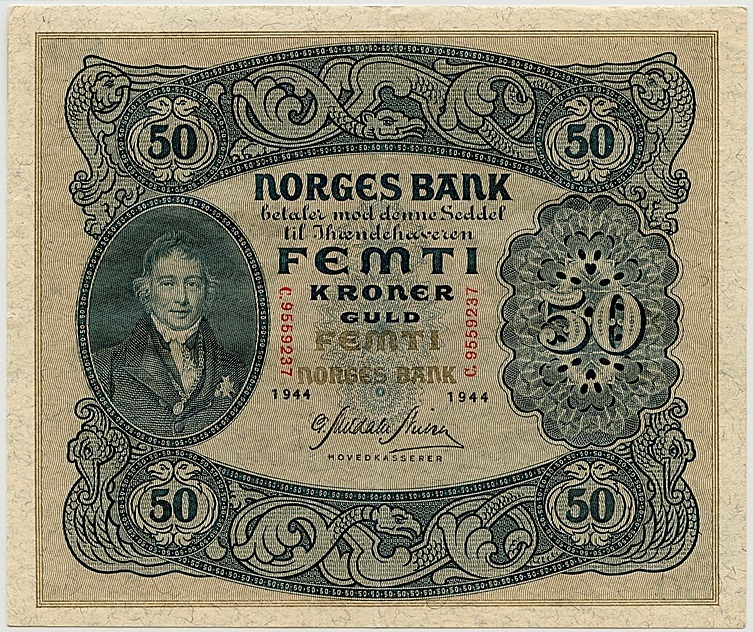 50 50
NORGES BANK
betaler mod denne Seddel
til Ihændehaveren
FEMTI
KRONER
GULD
FEMTI
NORGES BANK
C.9559237
C.9559237
50
1944 1944
HOVEDKASSERER
50 50